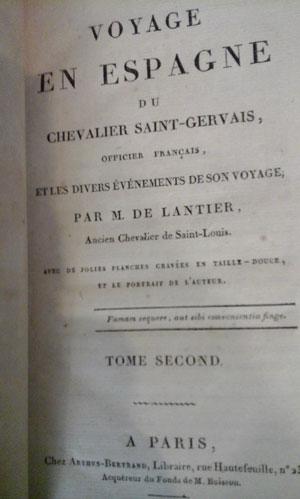 VOYAGE
EN ESPAGNE
DU
CHEVALIER SAINT-GERVAIS,
OFFICIER FRANÇAIS,
ET LES DIVERS ÉVÉNEMENTS DE SON VOYAGE;
PAR M. DE LANTIER,
Ancien Chevalier de Saint-Louis.
AVEC DE JOLIES PLANCHES GRAVÉES EN TAILLE-DOUCE,
ET LE PORTRAIT DE L'AUTEUR.
Famam sequere, aut sibi convenientia finge.
TOME SECOND.
A PARIS,
Chez ARTHUS-BERTRAND, Libraire, rue Hautefeuille, nº
Acquéreur du Fonds de M. Buisson.